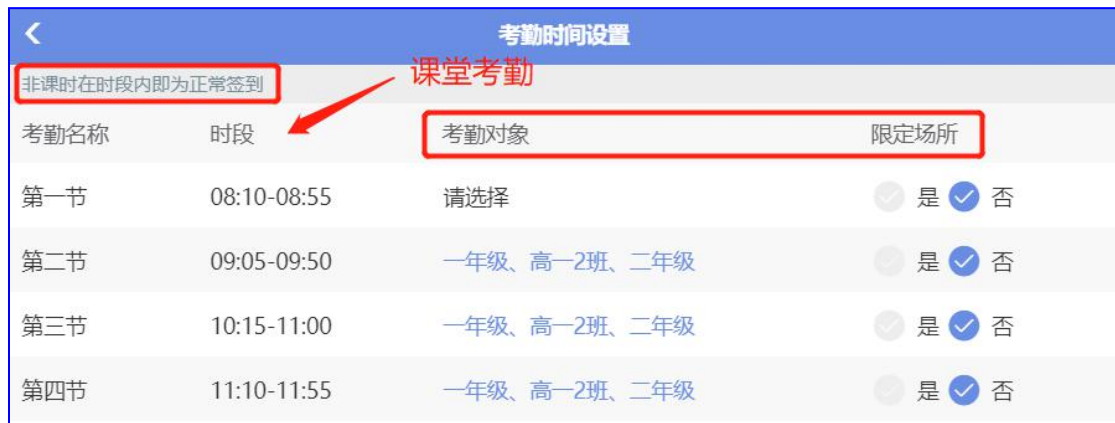 考勤时间设置
非课时在时段内即为正常签到
课堂考勤
考勤名称 时段 考勤对象 限定场所
第一节 08:10-08:55 请选择 是 否
第二节 09:05-09:50 一年级、高一2班、二年级 是 否
第三节 10:15-11:00 一年级、高一2班、二年级 是 否
第四节 11:10-11:55 一年级、高一2班、二年级 是 否